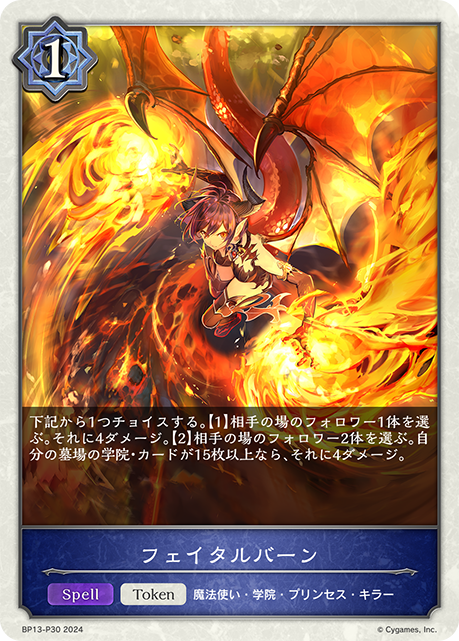 1
下記から1つチョイスする。【1】相手の場のフォロワー1体を選
ぶ。それに4ダメージ。【2】相手の場のフォロワー2体を選ぶ。自
分の墓場の学院・カードが15枚以上なら、それに4ダメージ。
フェイタルバーン
Spell Token 魔法使い・学院・プリンセス・キラー
BP13-P30 2024 © Cygames, Inc.